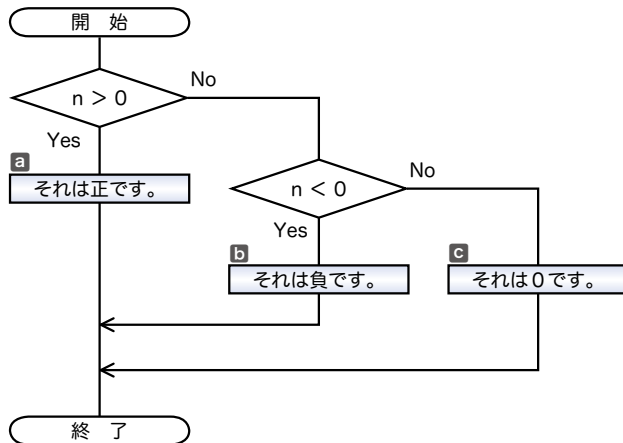 開 始
n > 0
No
Yes
a
それは正です。
n < 0
No
Yes
b
それは負です。
c
それは0です。
終 了